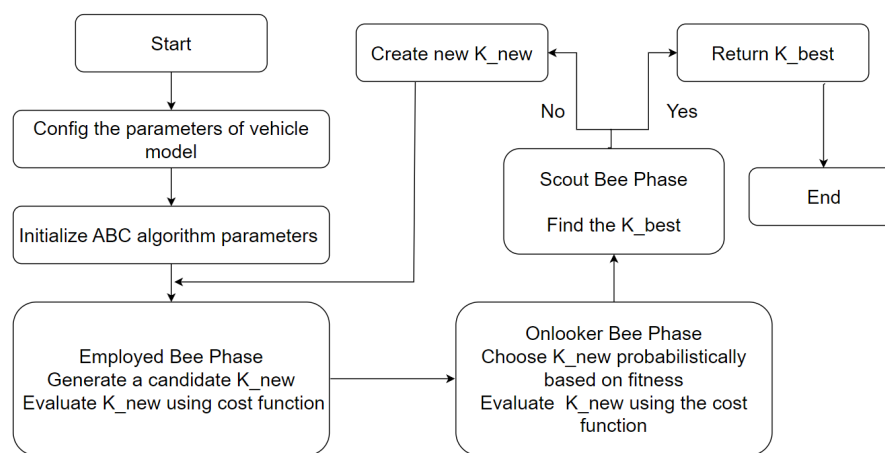 Start
Config the parameters of vehicle
model
Initialize ABC algorithm parameters
Employed Bee Phase
Generate a candidate K_new
Evaluate K_new using cost function
Onlooker Bee Phase
Choose K_new probabilistically
based on fitness
Evaluate K_new using the cost
function
Scout Bee Phase
Find the K_best
No
Yes
Create new K_new
Return K_best
End